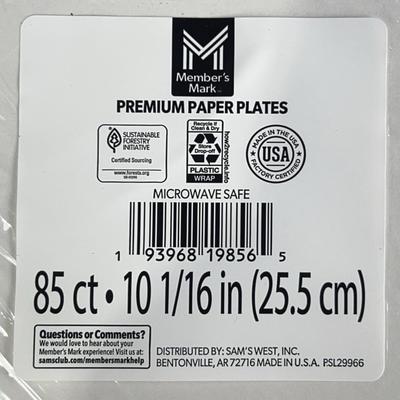 Member's
Mark™
PREMIUM PAPER PLATES
SUSTAINABLE
FORESTRY
INITIATIVE
Certified Sourcing
www.forests.org
Recycle if
Clean & Dry
Store
Drop-off
PLASTIC
WRAP
how2recycle.info
MADE IN THE USA
USA
FACTORY CERTIFIED
MICROWAVE SAFE
1 93968 19856 5
85 ct • 10 1/16 in (25.5 cm)
Questions or Comments?
We would love to hear about your
Member's Mark experience! Visit us at:
samsclub.com/membersmarkhelp
DISTRIBUTED BY: SAM'S WEST, INC.
BENTONVILLE, AR 72716 MADE IN U.S.A. PSL29966